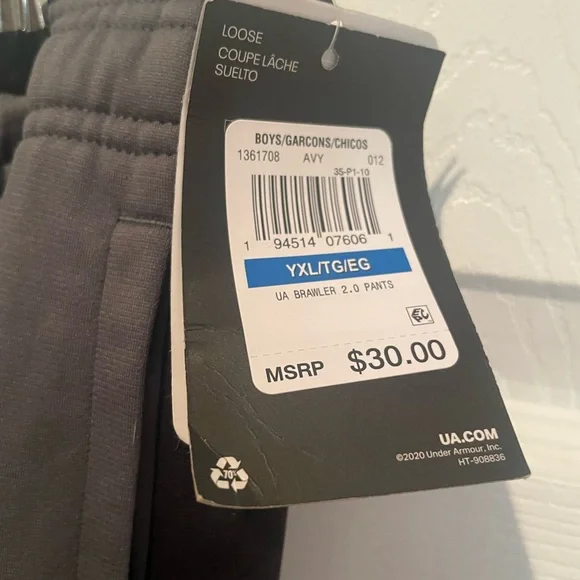 LOOSE
COUPE LÂCHE
SUELTO
BOYS/GARCONS/CHICOS
1361708 AVY 012
35-P1-10
1 94514 07606 1
YXL/TG/EG
UA BRAWLER 2.0 PANTS
MSRP $30.00
UA.COM
©2020 Under Armour, Inc.
HT-908836
70%